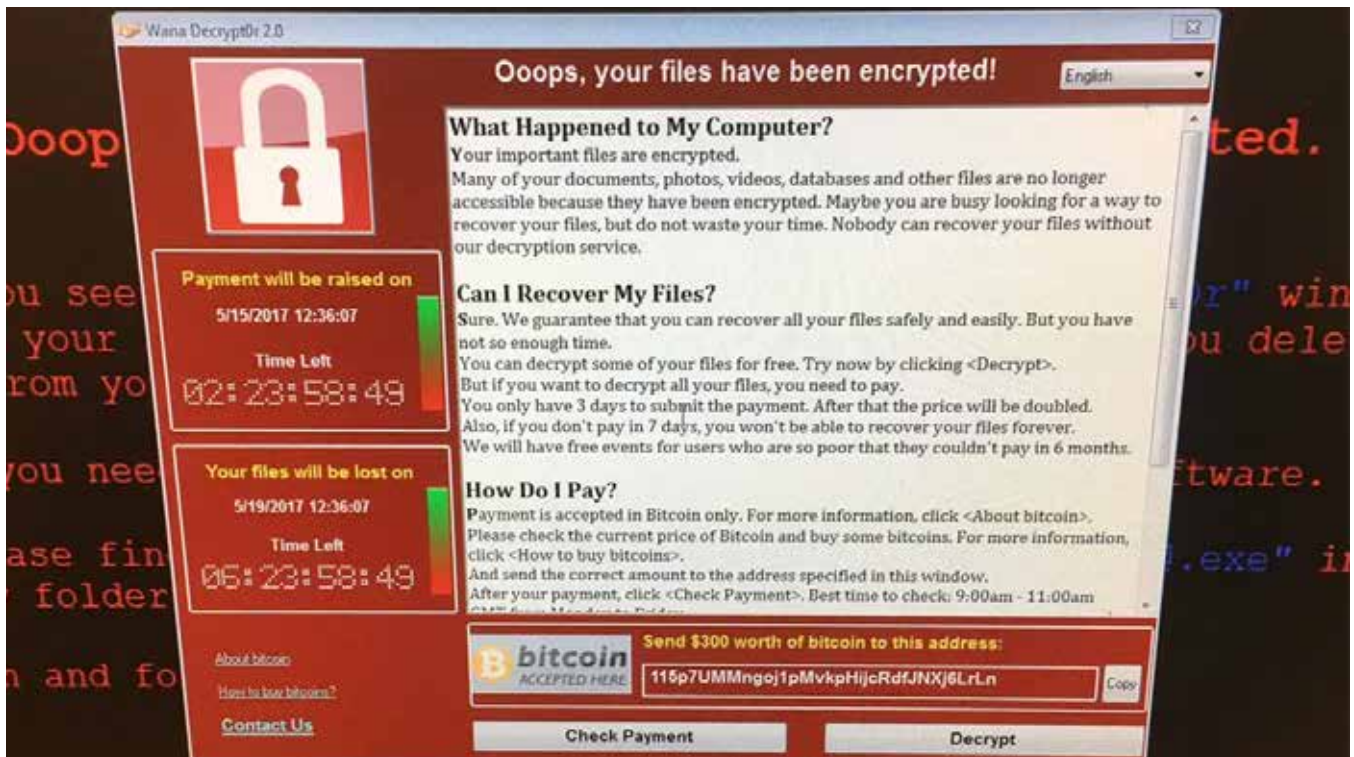 Wana Decrypt0r 2.0
Ooops, your files have been encrypted!
English
What Happened to My Computer?
Your important files are encrypted.
Many of your documents, photos, videos, databases and other files are no longer
accessible because they have been encrypted. Maybe you are busy looking for a way to
recover your files, but do not waste your time. Nobody can recover your files without
our decryption service.
Can I Recover My Files?
Sure. We guarantee that you can recover all your files safely and easily. But you have
not so enough time.
You can decrypt some of your files for free. Try now by clicking <Decrypt>.
But if you want to decrypt all your files, you need to pay.
You only have 3 days to submit the payment. After that the price will be doubled.
Also, if you don't pay in 7 days, you won't be able to recover your files forever.
We will have free events for users who are so poor that they couldn't pay in 6 months.
How Do I Pay?
Payment is accepted in Bitcoin only. For more information, click <About bitcoin>.
Please check the current price of Bitcoin and buy some bitcoins. For more information,
click <How to buy bitcoins>.
And send the correct amount to the address specified in this window.
After your payment, click <Check Payment>. Best time to check: 9:00am - 11:00am
GMT from Monday to Friday.
Payment will be raised on
5/15/2017 12:36:07
Time Left
02:23:58:49
Your files will be lost on
5/19/2017 12:36:07
Time Left
06:23:58:49
About bitcoin
How to buy bitcoins?
Contact Us
bitcoin
ACCEPTED HERE
Send $300 worth of bitcoin to this address:
115p7UMMngoj1pMvkpHijcRdfJNXj6LrLn
Copy
Check Payment
Decrypt
Ooop
ted.
ou see
r" win
your
ou dele
rom yo
you nee
ftware.
ase fin
.exe" in
folder
n and fo